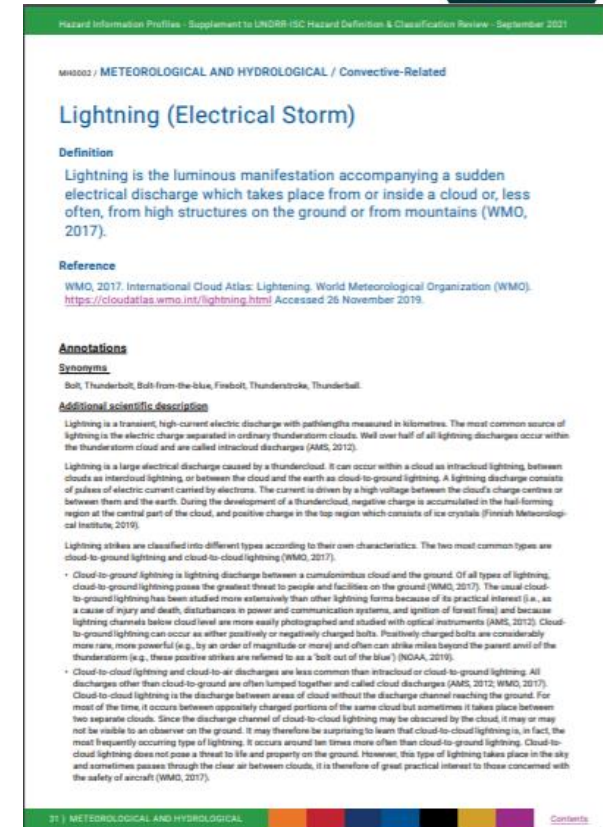 Hazard Information Profiles - Supplement to UNDRR-ISC Hazard Definition & Classification Review - September 2021
MH0002 / METEOROLOGICAL AND HYDROLOGICAL / Convective-Related
Lightning (Electrical Storm)
Definition
Lightning is the luminous manifestation accompanying a sudden
electrical discharge which takes place from or inside a cloud or, less
often, from high structures on the ground or from mountains (WMO,
2017).
Reference
WMO, 2017. International Cloud Atlas: Lightening. World Meteorological Organization (WMO).
https://cloudatlas.wmo.int/lightning.html Accessed 26 November 2019.
Annotations
Synonyms
Bolt, Thunderbolt, Bolt-from-the-blue, Firebolt, Thunderstroke, Thunderball.
Additional scientific description
Lightning is a transient, high-current electric discharge with pathlengths measured in kilometres. The most common source of
lightning is the electric charge separated in ordinary thunderstorm clouds. Well over half of all lightning discharges occur within
the thunderstorm cloud and are called intracloud discharges (AMS, 2012).
Lightning is a large electrical discharge caused by a thundercloud. It can occur within a cloud as intracloud lightning, between
clouds as intercloud lightning, or between the cloud and the earth as cloud-to-ground lightning. A lightning discharge consists
of pulses of electric current carried by electrons. The current is driven by a high voltage between the cloud's charge centres or
between them and the earth. During the development of a thundercloud, negative charge is accumulated in the hail-forming
region at the central part of the cloud, and positive charge in the top region which consists of ice crystals (Finnish Meteorologi-
cal Institute, 2019).
Lightning strikes are classified into different types according to their own characteristics. The two most common types are
cloud-to-ground lightning and cloud-to-cloud lightning (WMO, 2017).
• Cloud-to-ground lightning is lightning discharge between a cumulonimbus cloud and the ground. Of all types of lightning,
cloud-to-ground lightning poses the greatest threat to people and facilities on the ground (WMO, 2017). The usual cloud-
to-ground lightning has been studied more extensively than other lightning forms because of its practical interest (i.e., as
a cause of injury and death, disturbances in power and communication systems, and ignition of forest fires) and because
lightning channels below cloud level are more easily photographed and studied with optical instruments (AMS, 2012). Cloud-
to-ground lightning can occur as either positively or negatively charged bolts. Positively charged bolts are considerably
more rare, more powerful (e.g., by an order of magnitude or more) and often can strike miles beyond the parent anvil of the
thunderstorm (e.g., these positive strikes are referred to as a 'bolt out of the blue') (NOAA, 2019).
• Cloud-to-cloud lightning and cloud-to-air discharges are less common than intracloud or cloud-to-ground lightning. All
discharges other than cloud-to-ground are often lumped together and called cloud discharges (AMS, 2012; WMO, 2017).
Cloud-to-cloud lightning is the discharge between areas of cloud without the discharge channel reaching the ground. For
most of the time, it occurs between oppositely charged portions of the same cloud but sometimes it takes place between
two separate clouds. Since the discharge channel of cloud-to-cloud lightning may be obscured by the cloud, it may or may
not be visible to an observer on the ground. It may therefore be surprising to learn that cloud-to-cloud lightning is, in fact, the
most frequently occurring type of lightning. It occurs around ten times more often than cloud-to-ground lightning. Cloud-to-
cloud lightning does not pose a threat to life and property on the ground. However, this type of lightning takes place in the sky
and sometimes passes through the clear air between clouds, it is therefore of great practical interest to those concerned with
the safety of aircraft (WMO, 2017).
31 | METEOROLOGICAL AND HYDROLOGICAL
Contents